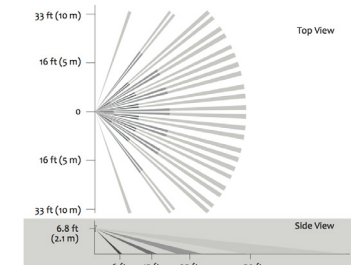 33 ft (10 m)
Top View
16 ft (5 m)
0
16 ft (5 m)
33 ft (10 m)
6.8 ft
(2.1 m)
Side View